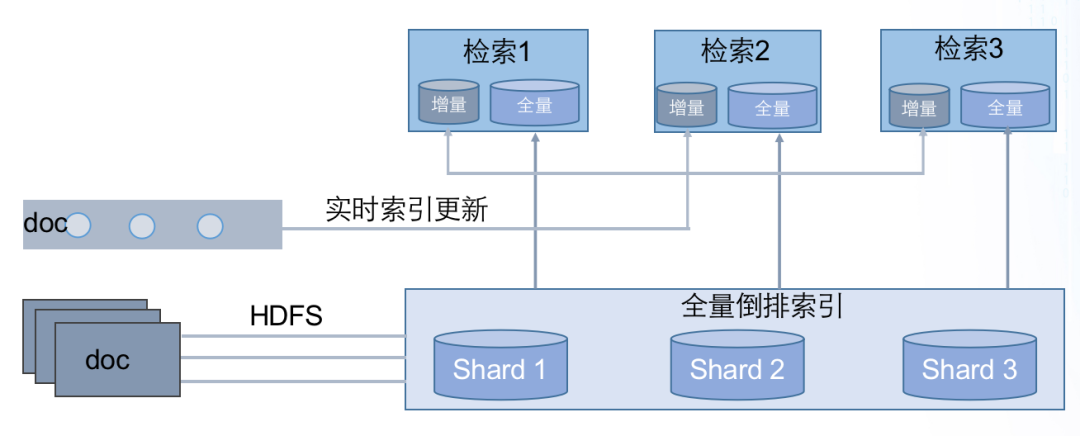 检索1
检索2
检索3
增量
全量
增量
全量
增量
全量
doc
实时索引更新
HDFS
doc
全量倒排索引
Shard 1
Shard 2
Shard 3